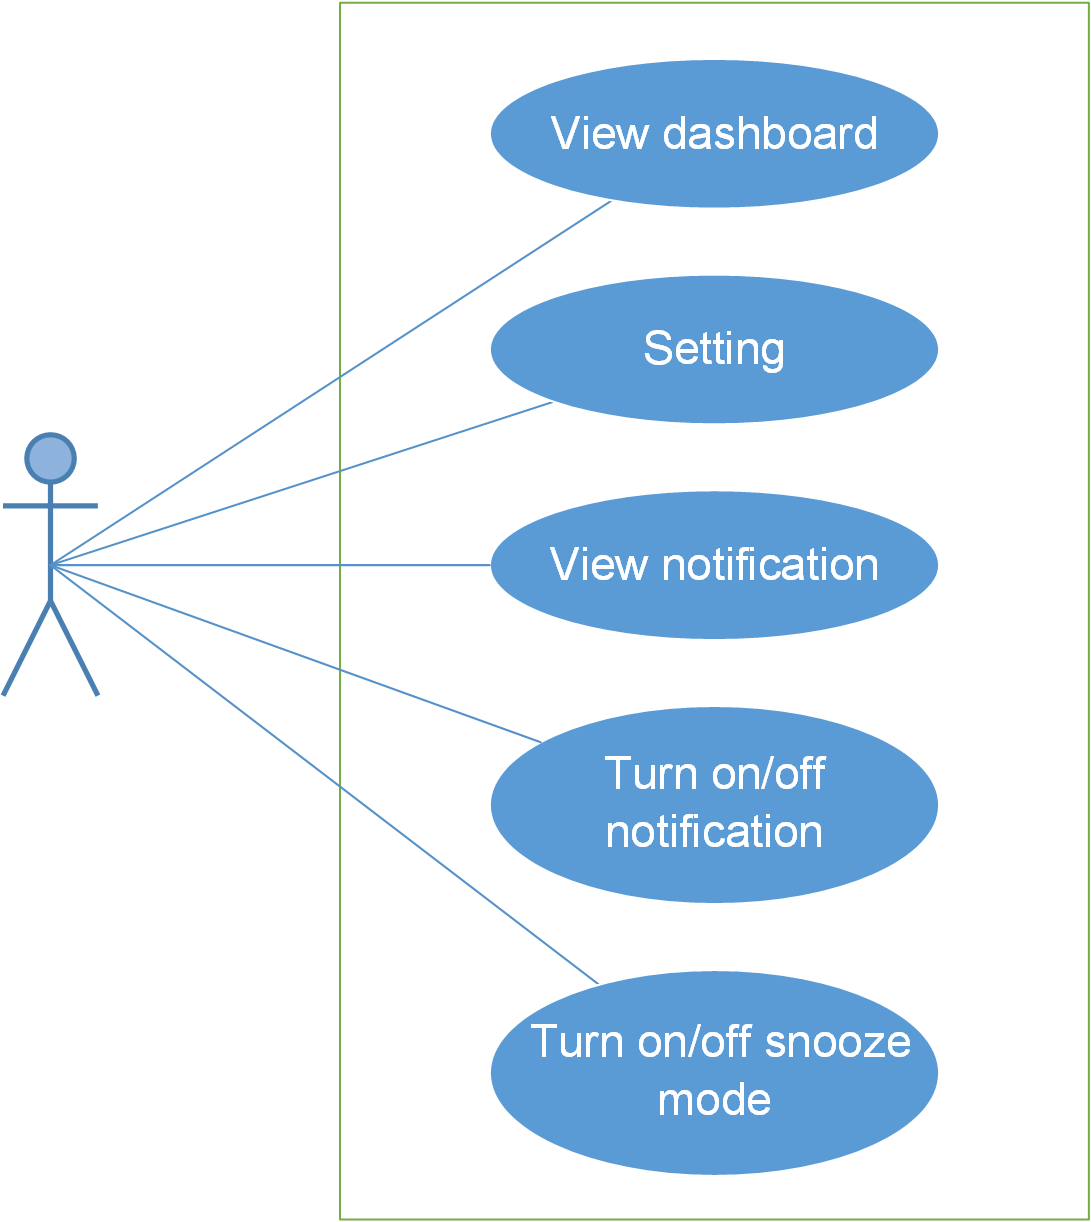 View dashboard
Setting
View notification
Turn on/off
notification
Turn on/off snooze
mode